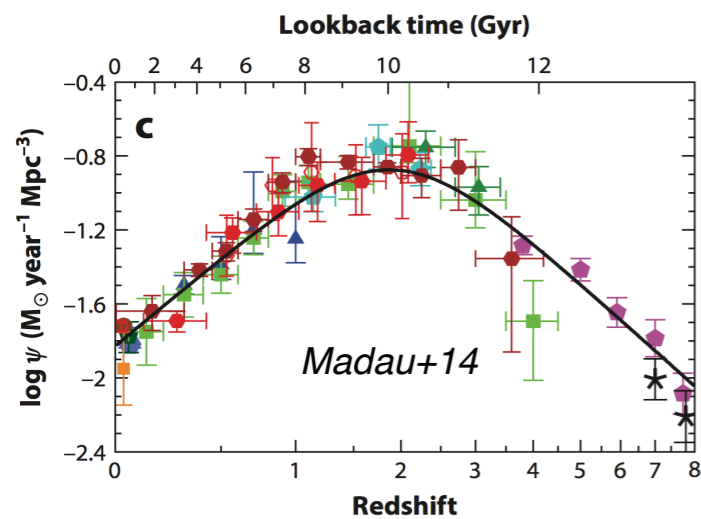 Lookback time (Gyr)
0 2 4 6 8 10 12
−0.4
c
−0.8
−1.2
−1.6
−2
−2.4
log ψ (M⊙ year−1 Mpc−3)
Madau+14
0 1 2 3 4 5 6 7 8
Redshift